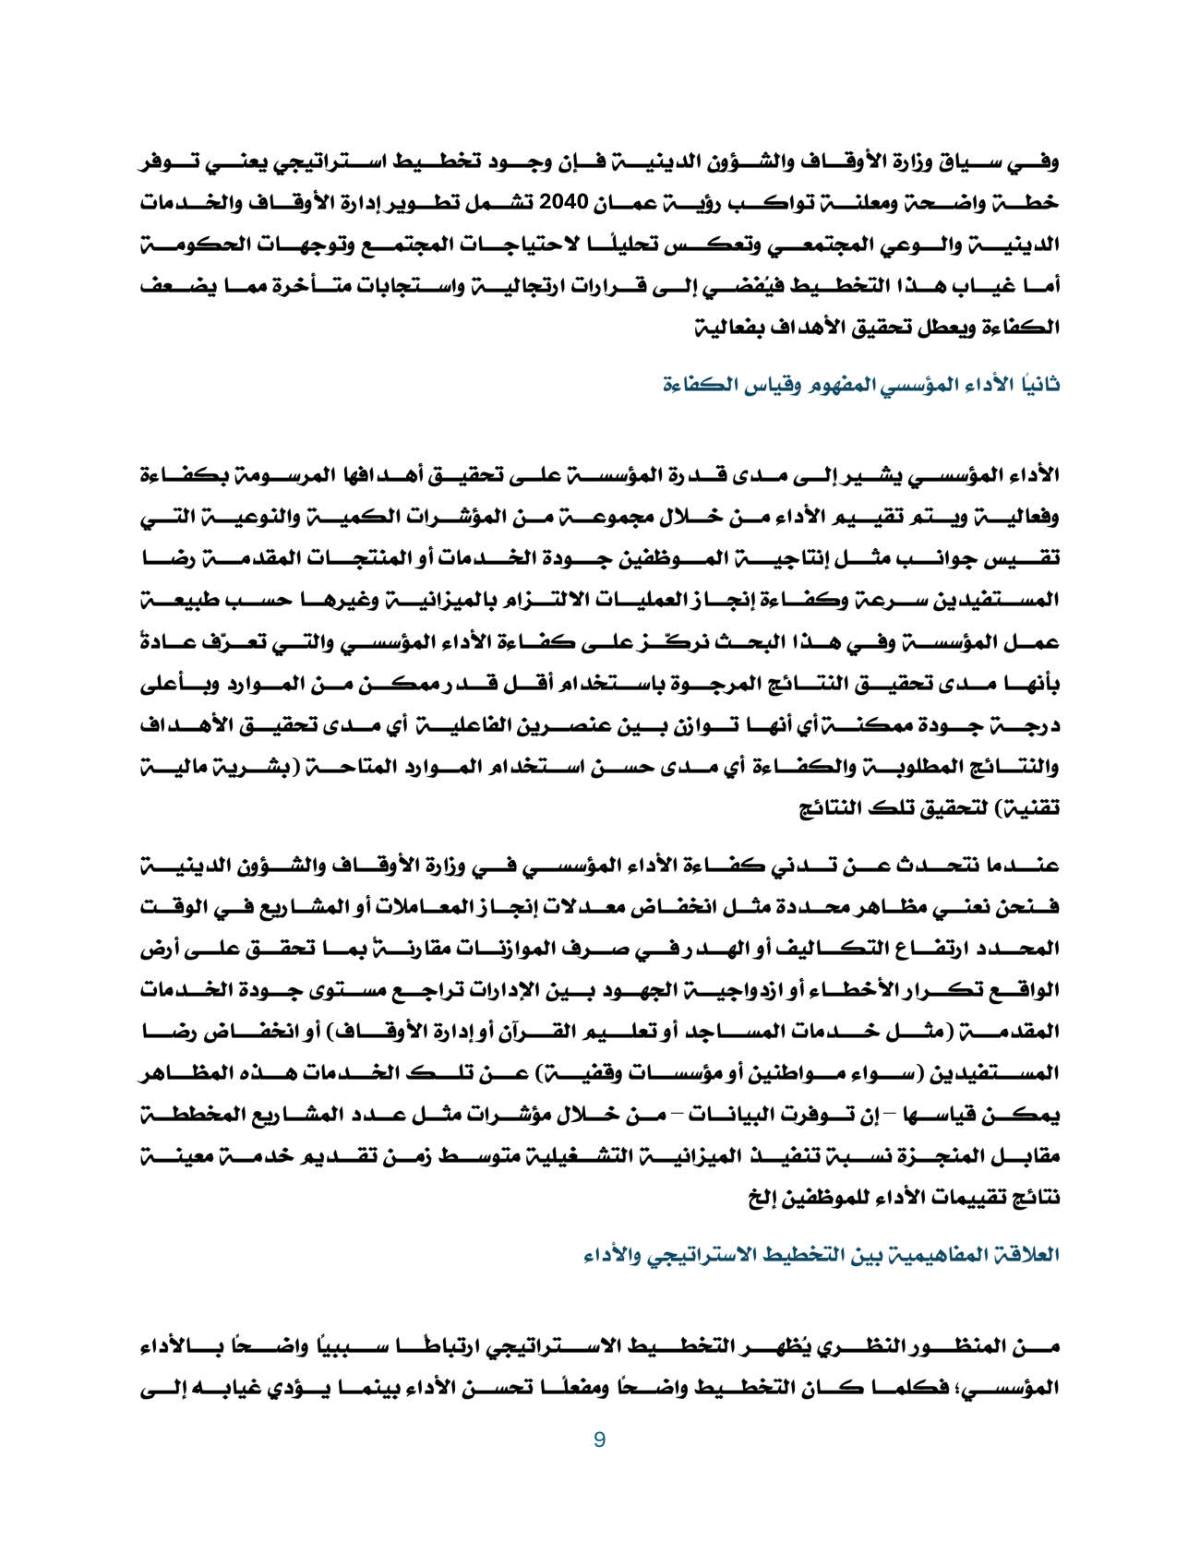 وفي سياق وزارة الأوقاف والشؤون الدينية فإن وجود تخطيط استراتيجي يعني توفر
خطة واضحة ومعلنة تواكب رؤية عمان 2040 تشمل تطوير إدارة الأوقاف والخدمات
الدينية والوعي المجتمعي وتعكس تحليلًا لاحتياجات المجتمع وتوجهات الحكومة
أما غياب هذا التخطيط فيُفضي إلى قرارات ارتجالية واستجابات متأخرة مما يضعف
الكفاءة ويعطل تحقيق الأهداف بفعالية
ثانيًا الأداء المؤسسي المفهوم وقياس الكفاءة
الأداء المؤسسي يشير إلى مدى قدرة المؤسسة على تحقيق أهدافها المرسومة بكفاءة
وفعالية ويتم تقييم الأداء من خلال مجموعة من المؤشرات الكمية والنوعية التي
تقيس جوانب مثل إنتاجية الموظفين جودة الخدمات أو المنتجات المقدمة رضا
المستفيدين سرعة وكفاءة إنجاز العمليات الالتزام بالميزانية وغيرها حسب طبيعة
عمل المؤسسة وفي هذا البحث نركّز على كفاءة الأداء المؤسسي والتي تعرّف عادةً
بأنها مدى تحقيق النتائج المرجوة باستخدام أقل قدر ممكن من الموارد وبأعلى
درجة جودة ممكنة أي أنها توازن بين عنصرين الفاعلية أي مدى تحقيق الأهداف
والنتائج المطلوبة والكفاءة أي مدى حسن استخدام الموارد المتاحة (بشرية مالية
تقنية) لتحقيق تلك النتائج
عندما نتحدث عن تدني كفاءة الأداء المؤسسي في وزارة الأوقاف والشؤون الدينية
فنحن نعني مظاهر محددة مثل انخفاض معدلات إنجاز المعاملات أو المشاريع في الوقت
المحدد ارتفاع التكاليف أو الهدر في صرف الموازنات مقارنةً بما تحقق على أرض
الواقع تكرار الأخطاء أو ازدواجية الجهود بين الإدارات تراجع مستوى جودة الخدمات
المقدمة (مثل خدمات المساجد أو تعليم القرآن أو إدارة الأوقاف) أو انخفاض رضا
المستفيدين (سواء مواطنين أو مؤسسات وقفية) عن تلك الخدمات هذه المظاهر
يمكن قياسها – إن توفرت البيانات – من خلال مؤشرات مثل عدد المشاريع المخططة
مقابل المنجزة نسبة تنفيذ الميزانية التشغيلية متوسط زمن تقديم خدمة معينة
نتائج تقييمات الأداء للموظفين إلخ
العلاقة المفاهيمية بين التخطيط الاستراتيجي والأداء
من المنظور النظري يُظهر التخطيط الاستراتيجي ارتباطًا سببيًا واضحًا بالأداء
المؤسسي؛ فكلما كان التخطيط واضحًا ومفعلًا تحسن الأداء بينما يؤدي غيابه إلى
9